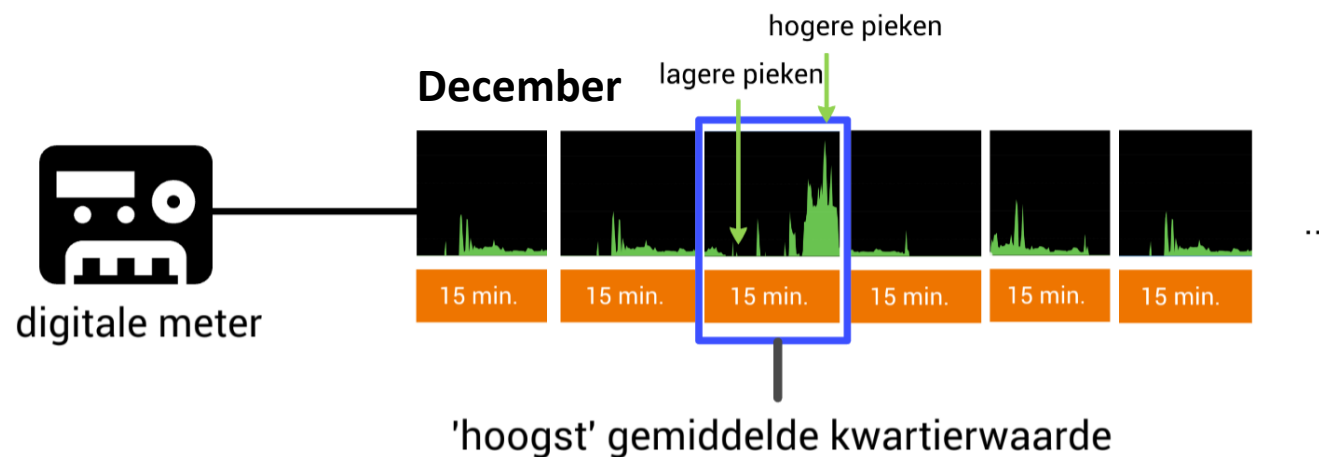 hogere pieken
lagere pieken
December
15 min.
15 min.
15 min.
15 min.
15 min.
15 min.
..
digitale meter
'hoogst' gemiddelde kwartierwaarde